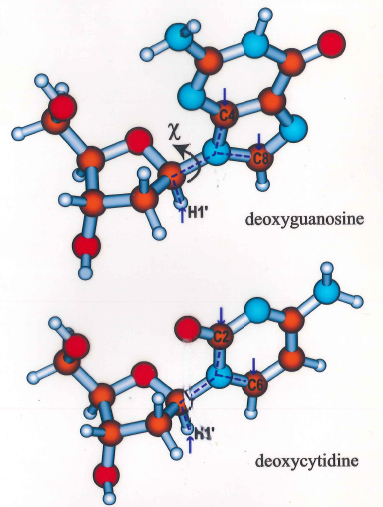 C4
χ
C8
H1'
deoxyguanosine
C2
C6
H1'
deoxycytidine